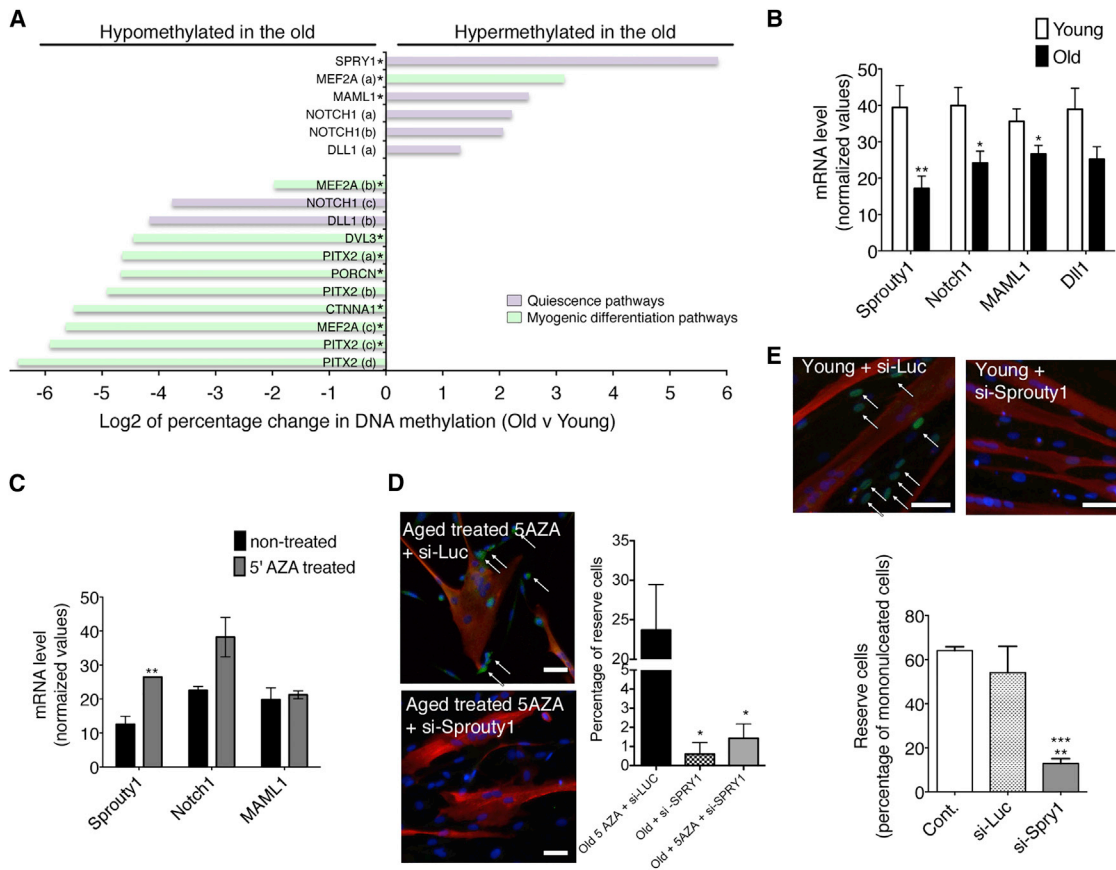 A
Hypomethylated in the old
Hypermethylated in the old
SPRY1*
MEF2A (a)*
MAML1*
NOTCH1 (a)
NOTCH1(b)
DLL1 (a)
MEF2A (b)*
NOTCH1 (c)
DLL1 (b)
DVL3*
PITX2 (a)*
PORCN*
PITX2 (b)
CTNNA1*
MEF2A (c)*
PITX2 (c)*
PITX2 (d)
Quiescence pathways
Myogenic differentiation pathways
-6 -5 -4 -3 -2 -1 0 1 2 3 4 5 6
Log2 of percentage change in DNA methylation (Old v Young)
B
Young
Old
mRNA level
(normalized values)
50
40
30
20
10
0
**
*
*
Sprouty1
Notch1
MAML1
Dll1
C
non-treated
5' AZA treated
mRNA level
(normaized values)
50
40
30
20
10
0
**
Sprouty1
Notch1
MAML1
D
Aged treated 5AZA
+ si-Luc
Aged treated 5AZA
+ si-Sprouty1
Percentage of reserve cells
35
30
25
20
5
4
3
2
1
0
*
*
Old 5 AZA + si-LUC
Old + si -SPRY1
Old + 5AZA + si-SPRY1
E
Young + si-Luc
Young +
si-Sprouty1
Reserve cells
(percentage of mononulceated cells)
80
60
40
20
0
***
**
Cont.
si-Luc
si-Spry1